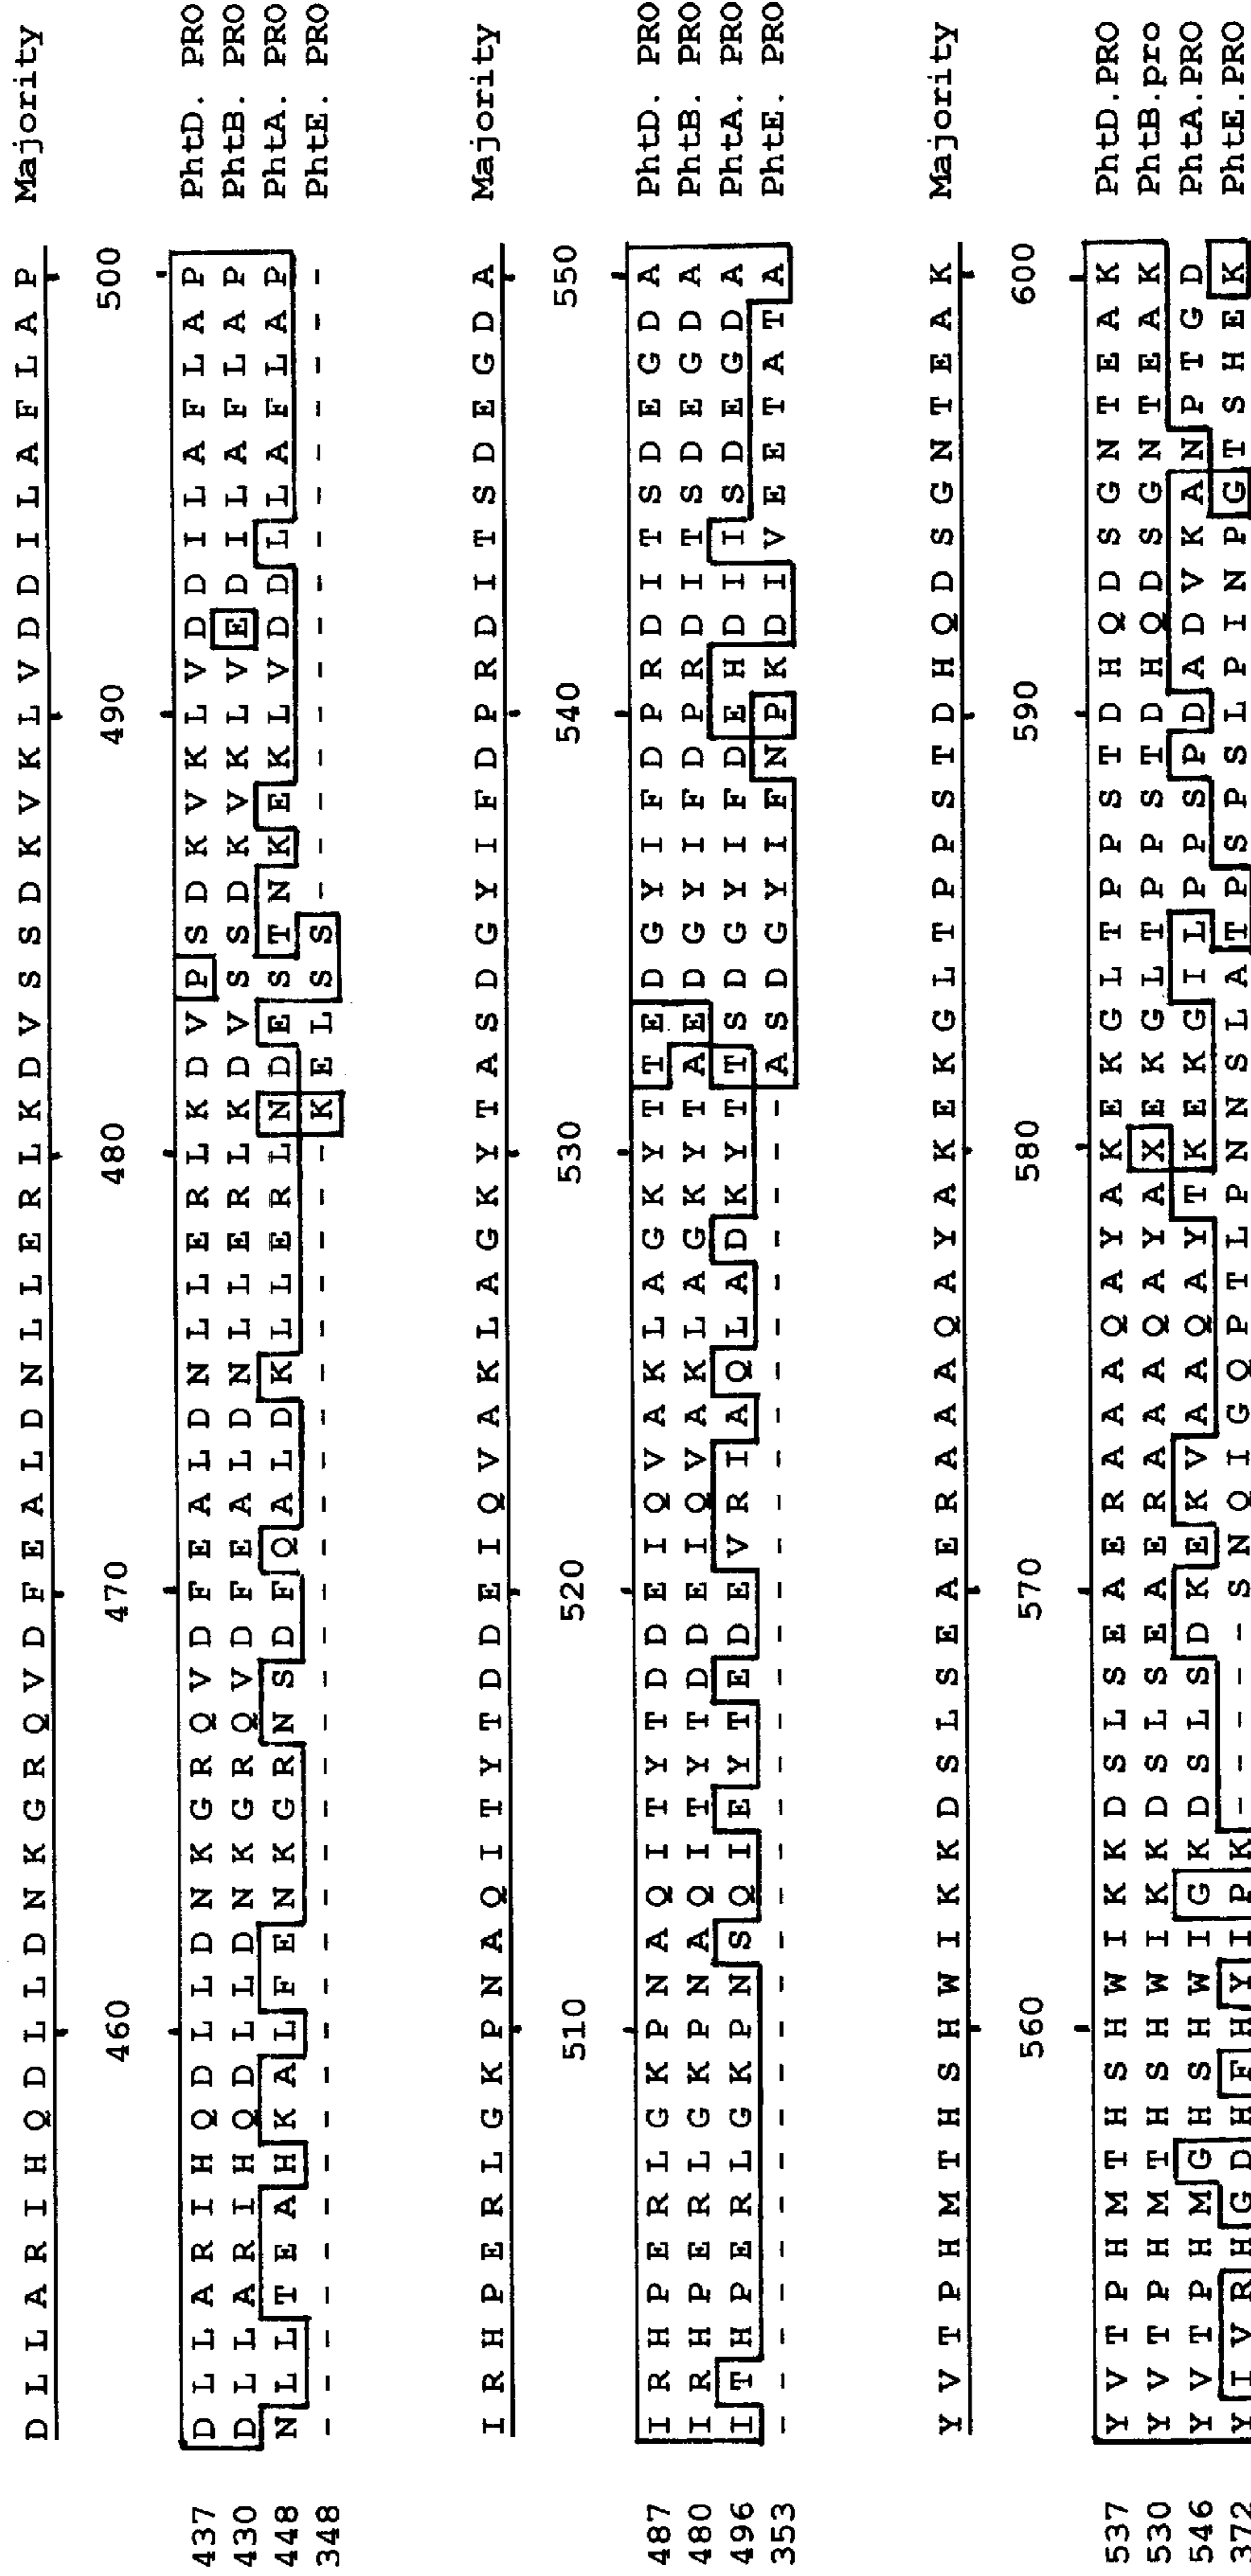 D L L A R I H Q D L L D N K G R Q V D F E A L D N L L E R L K D V S S D K V K L V D D I L A F L A P Majority
460 470 480 490 500
437 D L L A R I H Q D L L D N K G R Q V D F E A L D N L L E R L K D V P S D K V K L V D D I L A F L A P PhtD. PRO
430 D L L A R I H Q D L L D N K G R Q V D F E A L D N L L E R L K D V S S D K V K L V E D I L A F L A P PhtB. PRO
448 N L L T E A H K A L F E N K G R N S D F Q A L D K L L E R L N D E S T N K E K L V D D L L A F L A P PhtA. PRO
348 - - - - - - - - - - - - - - - - - - - - - - - - - - - - - - K E L S S - - - - - - - - - - - - - - - PhtE. PRO
I R H P E R L G K P N A Q I T Y T D D E I Q V A K L A G K Y T A S D G Y I F D P R D I T S D E G D A Majority
510 520 530 540 550
487 I R H P E R L G K P N A Q I T Y T D D E I Q V A K L A G K Y T T E D G Y I F D P R D I T S D E G D A PhtD. PRO
480 I R H P E R L G K P N A Q I T Y T D D E I Q V A K L A G K Y T A E D G Y I F D P R D I T S D E G D A PhtB. PRO
496 I T H P E R L G K P N S Q I E Y T E D E V R I A Q L A D K Y T T S D G Y I F D E H D I I S D E G D A PhtA. PRO
353 - - - - - - - - - - - - - - - - - - - - - - - - - - - - - - - A S D G Y I F N P K D I V E E T A T A PhtE. PRO
Y V T P H M T H S H W I K K D S L S E A E R A A A Q A Y A K E K G L T P P S T D H Q D S G N T E A K Majority
560 570 580 590 600
537 Y V T P H M T H S H W I K K D S L S E A E R A A A Q A Y A K E K G L T P P S T D H Q D S G N T E A K PhtD.PRO
530 Y V T P H M T H S H W I K K D S L S E A E R A A A Q A Y A X E K G L T P P S T D H Q D S G N T E A K PhtB.pro
546 Y V T P H M G H S H W I G K D S L S D K E K V A A Q A Y T K E K G I L P P S P D A D V K A N P T G D PhtA.PRO
372 Y I V R H G D H F H Y I P K - - - - - S N Q I G Q P T L P N N S L A T P S P S L P I N P G T S H E K PhtE.PRO